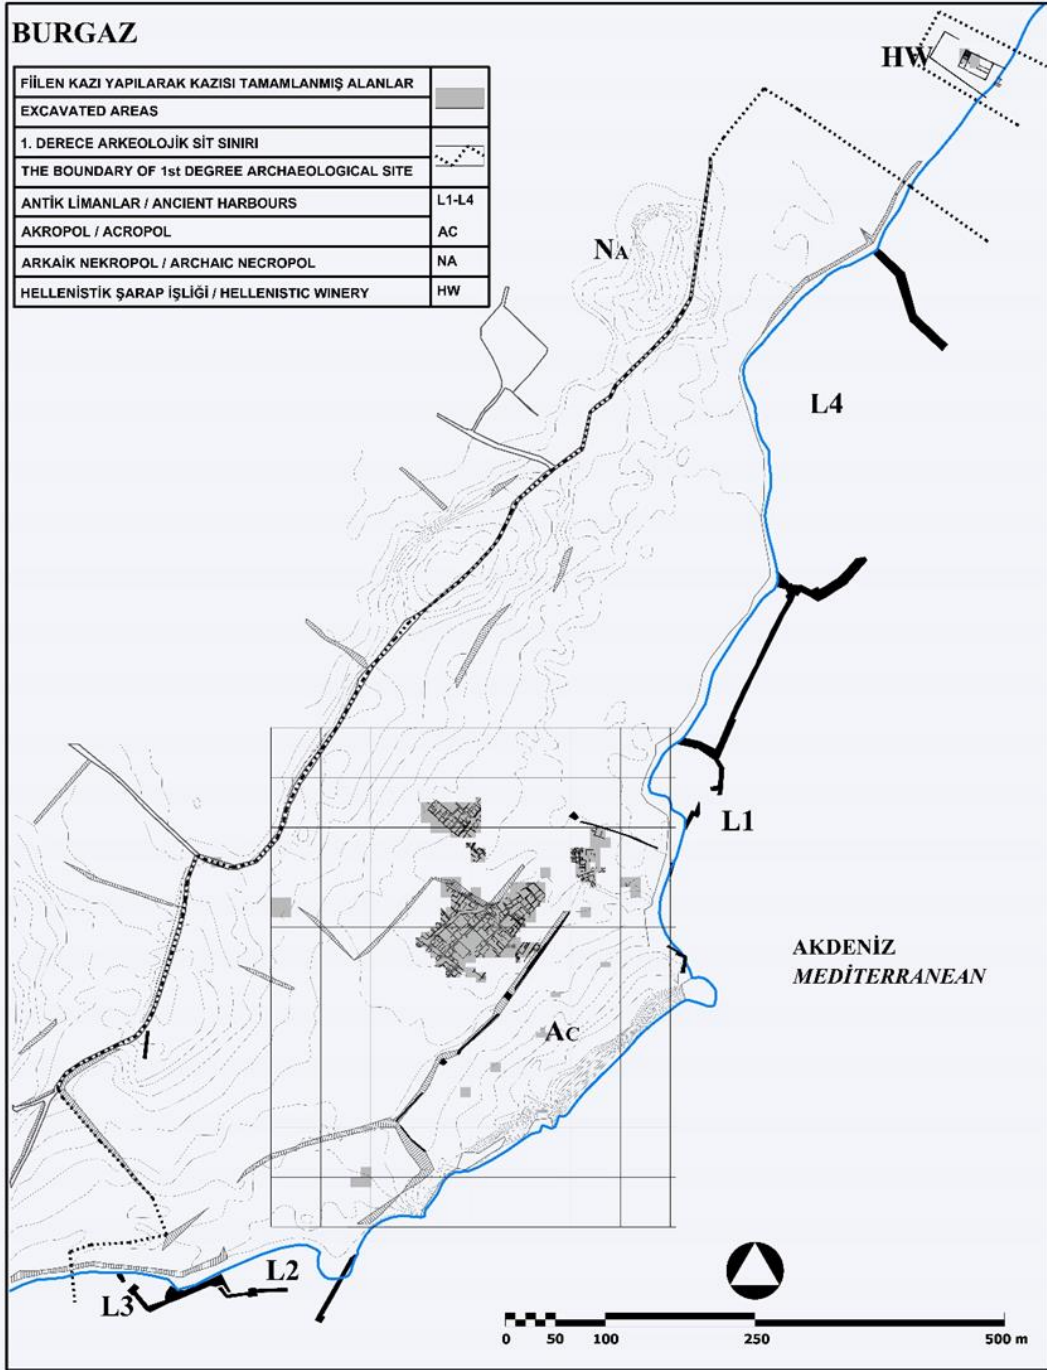 BURGAZ
FİİLEN KAZI YAPILARAK KAZISI TAMAMLANMIŞ ALANLAR
EXCAVATED AREAS
1. DERECE ARKEOLOJİK SİT SINIRI
THE BOUNDARY OF 1st DEGREE ARCHAEOLOGICAL SITE
ANTİK LİMANLAR / ANCIENT HARBOURS L1-L4
AKROPOL / ACROPOL AC
ARKAİK NEKROPOL / ARCHAIC NECROPOL NA
HELLENİSTİK ŞARAP İŞLİĞİ / HELLENISTIC WINERY HW
HW
NA
L4
L1
AKDENİZ
MEDİTERRANEAN
AC
L2
L3
0 50 100 250 500 m